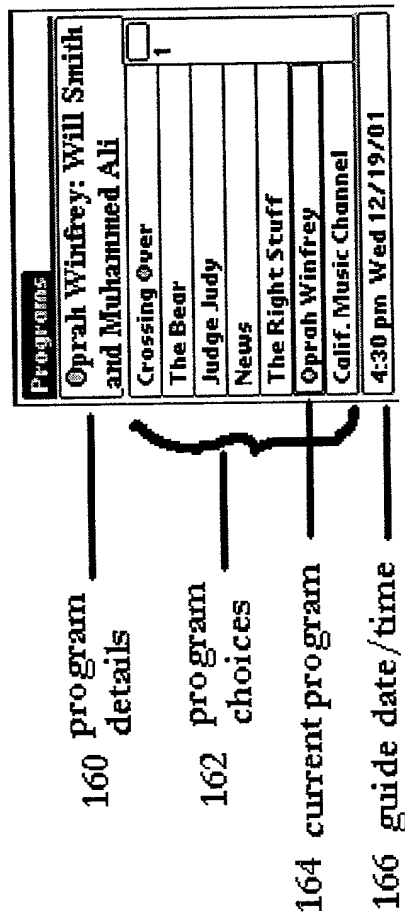 Programs
Oprah Winfrey: Will Smith
and Muhammed Ali
Crossing Over
The Bear
Judge Judy
News
The Right Stuff
Oprah Winfrey
Calif. Music Channel
1
4:30 pm Wed 12/19/01
160 program
details
162 program
choices
164 current program
166 guide date/time